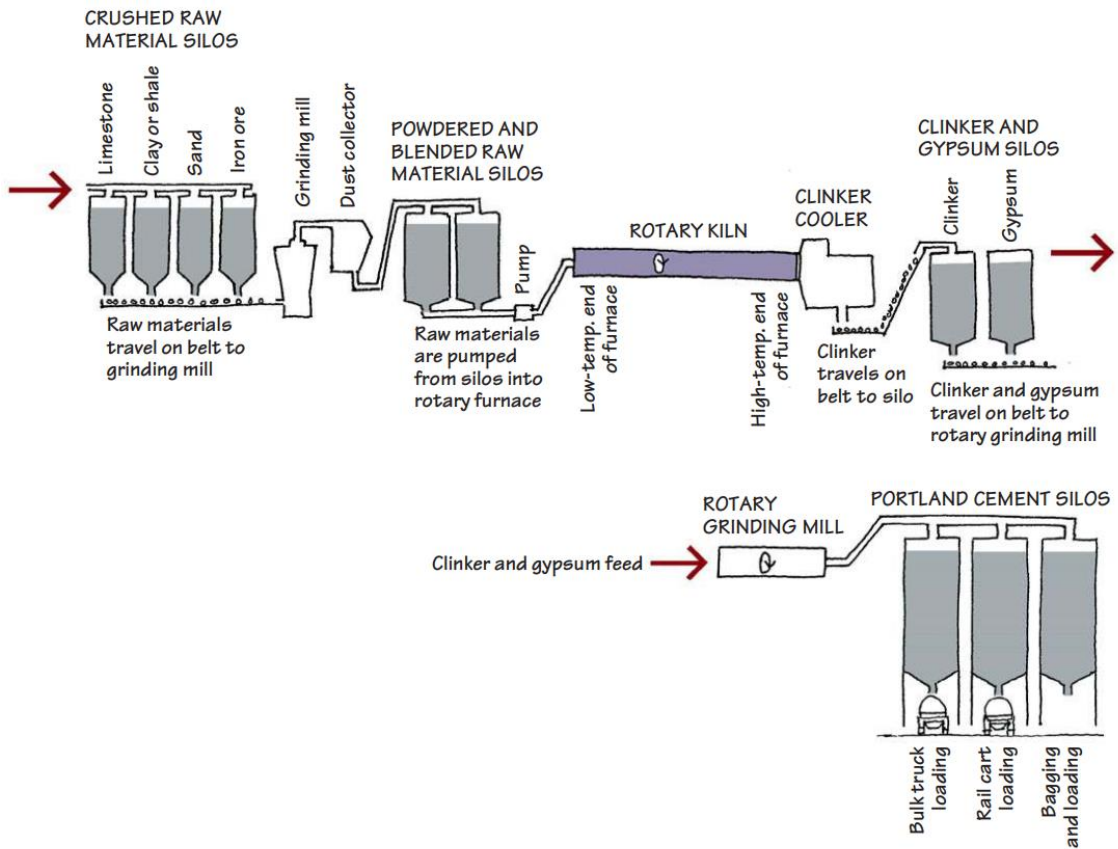 CRUSHED RAW
MATERIAL SILOS
Limestone
Clay or shale
Sand
Iron ore
Grinding mill
Dust collector
Raw materials
travel on belt to
grinding mill
POWDERED AND
BLENDED RAW
MATERIAL SILOS
Pump
Raw materials
are pumped
from silos into
rotary furnace
ROTARY KILN
Low-temp. end
of furnace
High-temp. end
of furnace
CLINKER
COOLER
Clinker
travels on
belt to silo
CLINKER AND
GYPSUM SILOS
Clinker
Gypsum
Clinker and gypsum
travel on belt to
rotary grinding mill
Clinker and gypsum feed
ROTARY
GRINDING MILL
PORTLAND CEMENT SILOS
Bulk truck
loading
Rail cart
loading
Bagging
and loading